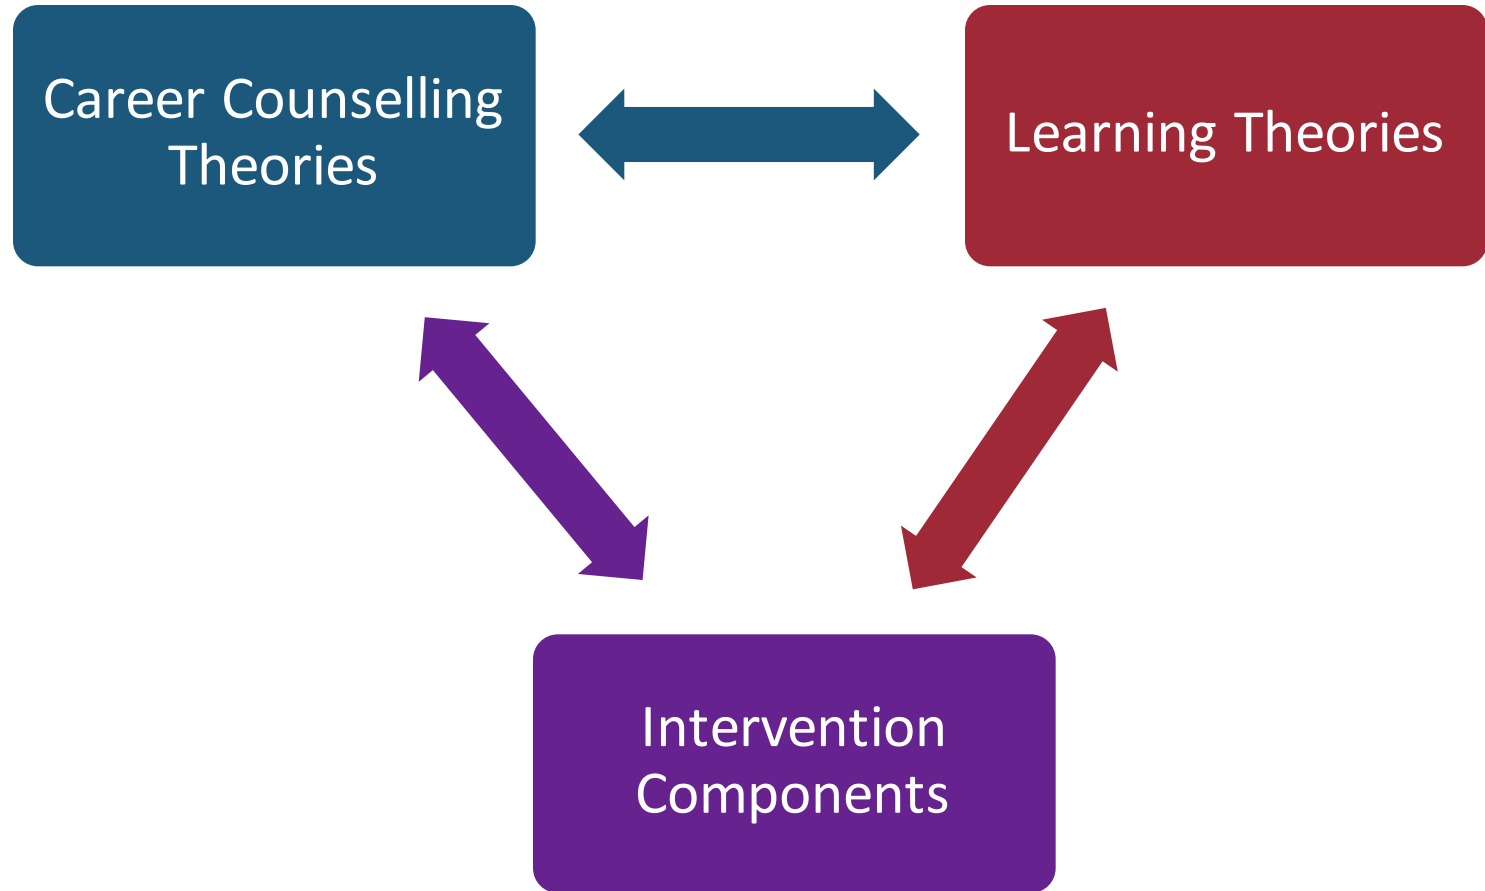 Career Counselling
Theories
Learning Theories
Intervention
Components